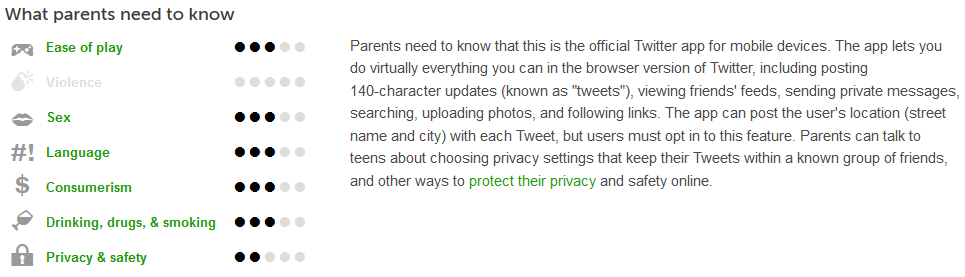 What parents need to know
Ease of play
Violence
Sex
#! Language
$ Consumerism
Drinking, drugs, & smoking
Privacy & safety
Parents need to know that this is the official Twitter app for mobile devices. The app lets you
do virtually everything you can in the browser version of Twitter, including posting
140-character updates (known as "tweets"), viewing friends' feeds, sending private messages,
searching, uploading photos, and following links. The app can post the user's location (street
name and city) with each Tweet, but users must opt in to this feature. Parents can talk to
teens about choosing privacy settings that keep their Tweets within a known group of friends,
and other ways to protect their privacy and safety online.